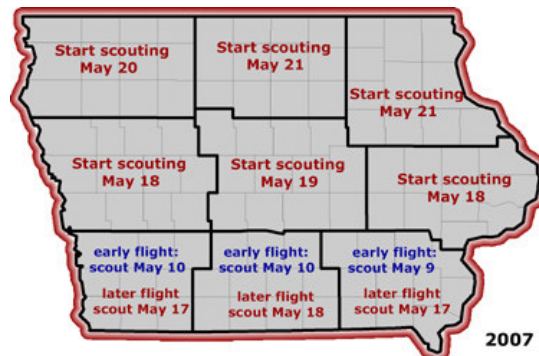 Start scouting
May 20
Start scouting
May 21
Start scouting
May 21
Start scouting
May 18
Start scouting
May 19
Start scouting
May 18
early flight:
scout May 10
later flight
scout May 17
early flight:
scout May 10
later flight
scout May 18
early flight:
scout May 9
later flight
scout May 17
2007